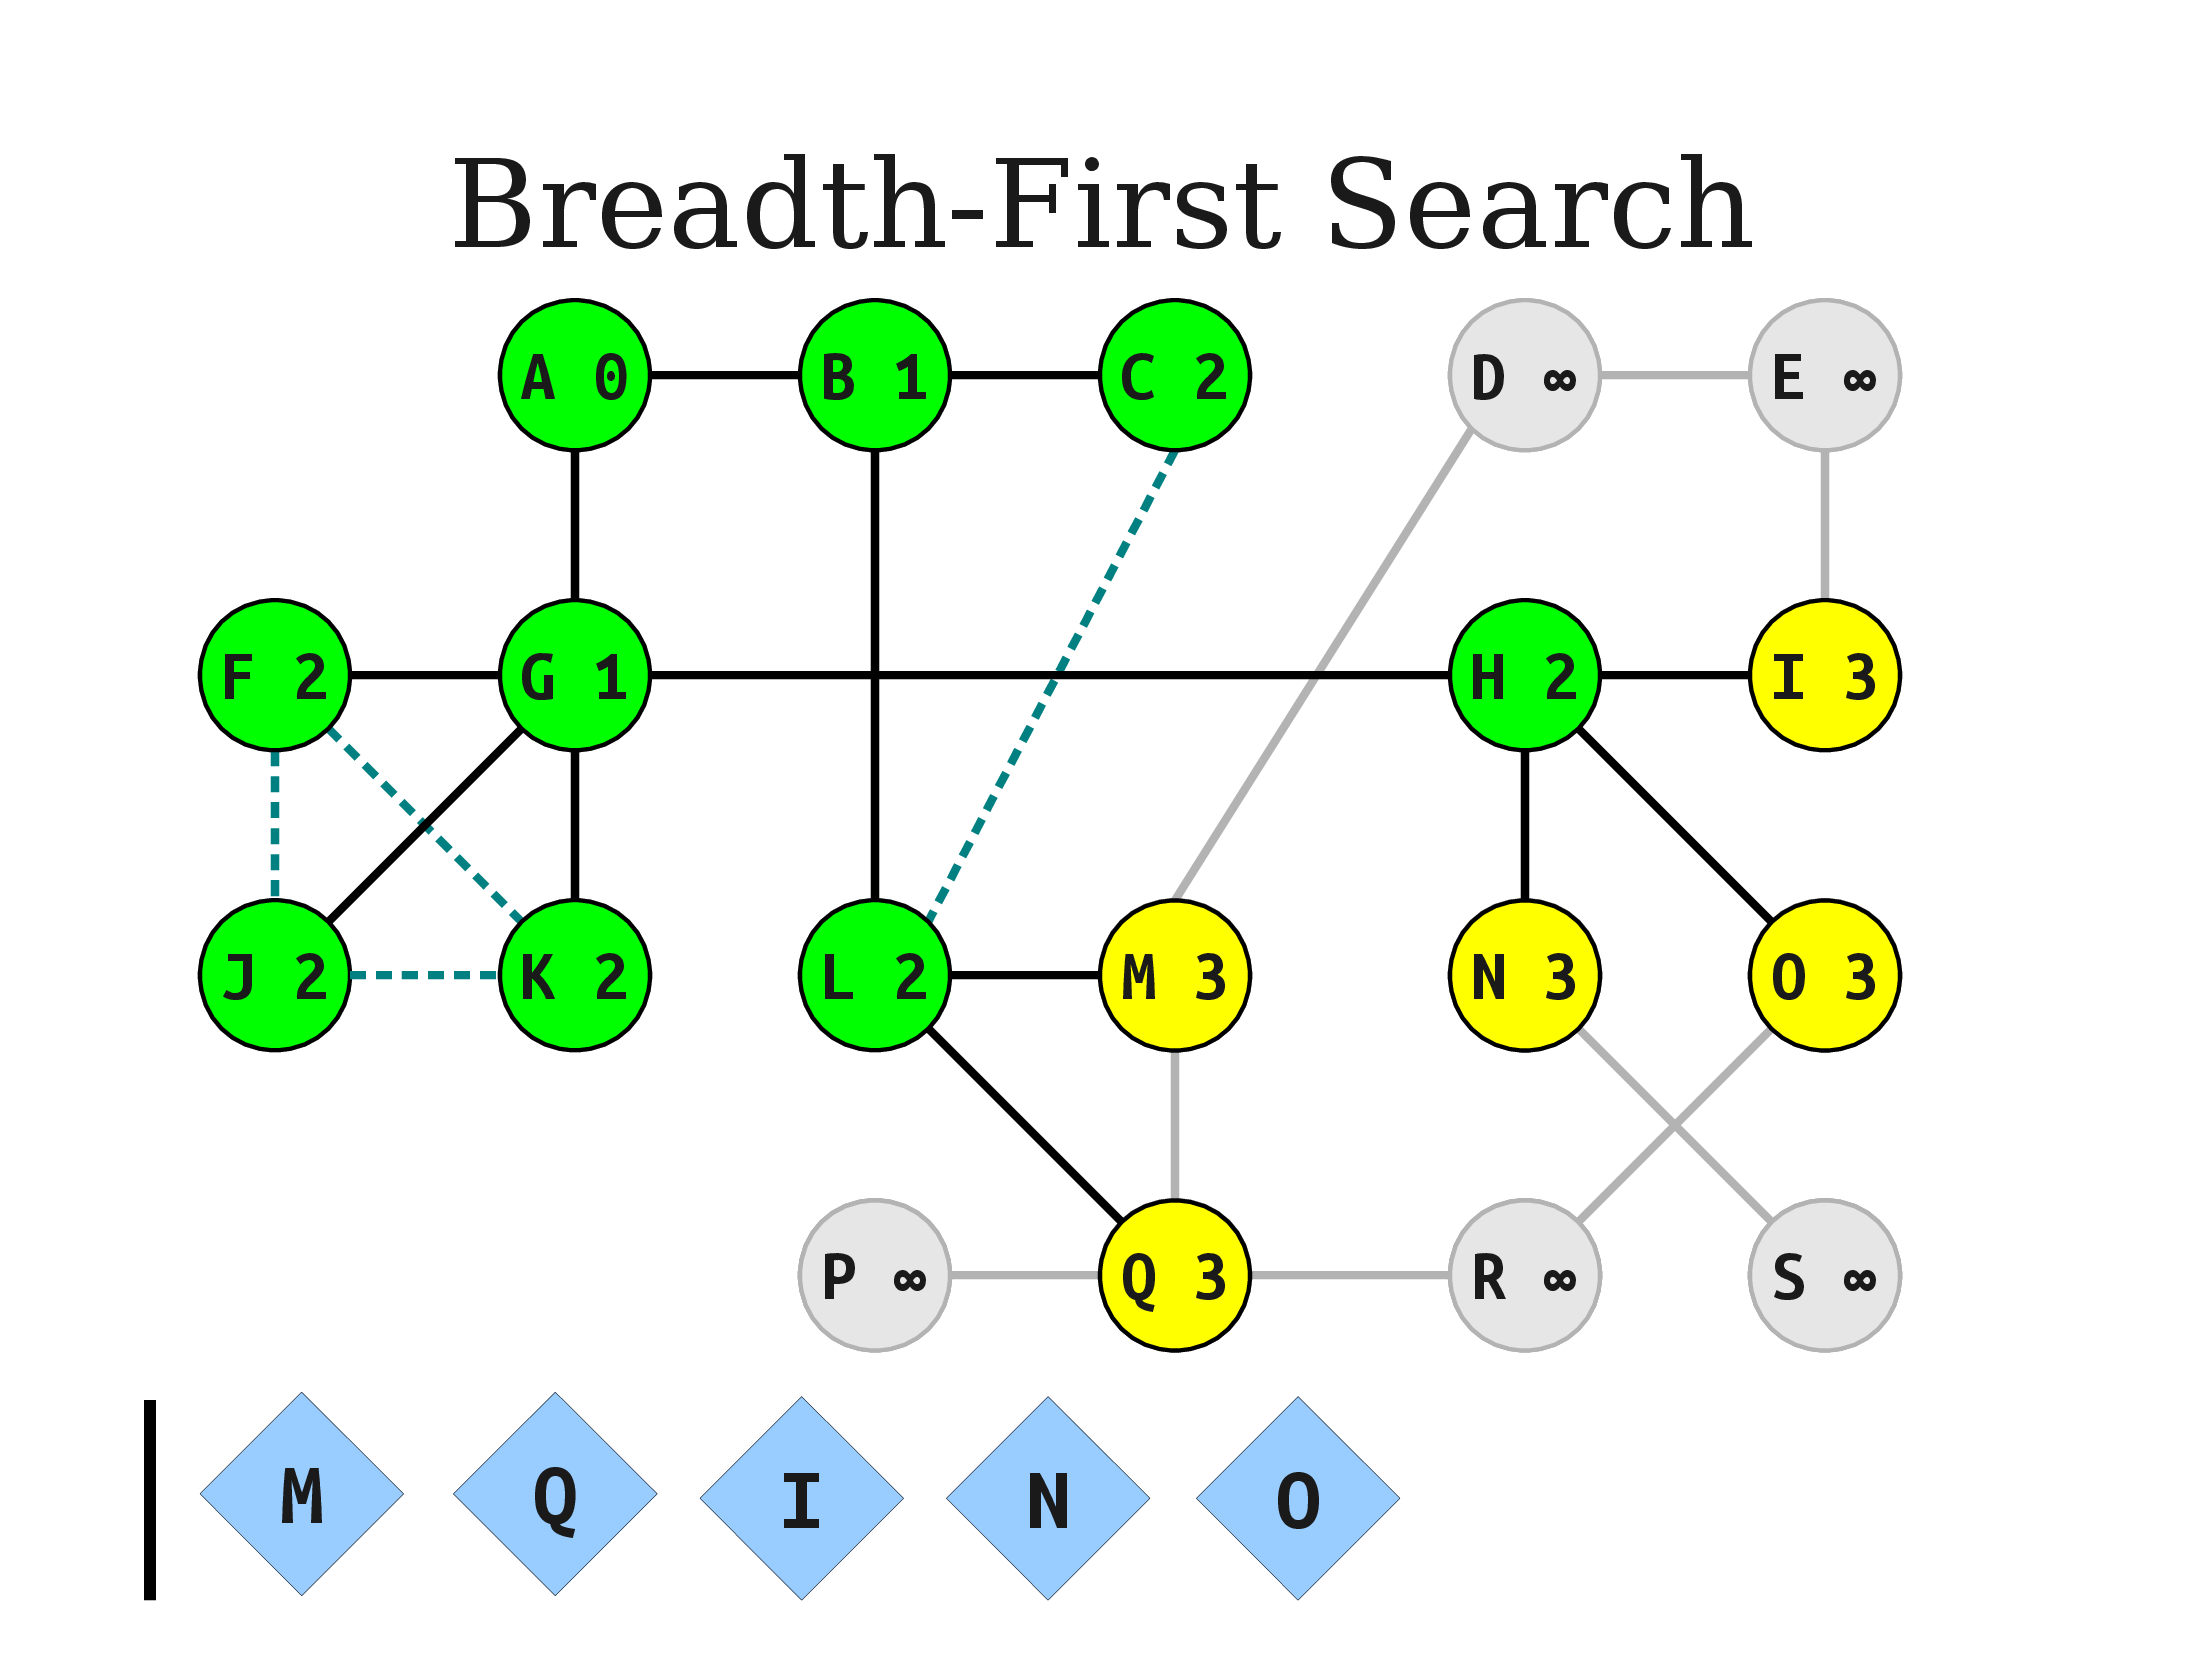 Breadth-First Search
A 0 B 1 C 2 D ∞ E ∞
F 2 G 1 H 2 I 3
J 2 K 2 L 2 M 3 N 3 O 3
P ∞ Q 3 R ∞ S ∞
M Q I N O